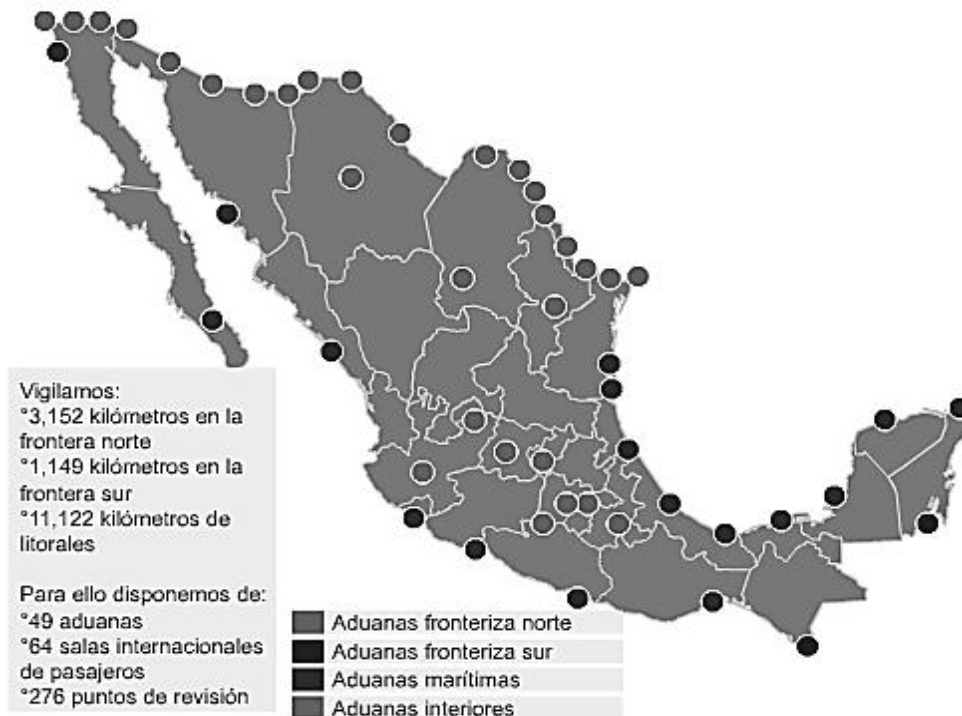 Vigilamos:
°3,152 kilómetros en la
frontera norte
°1,149 kilómetros en la
frontera sur
°11,122 kilómetros de
litorales
Para ello disponemos de:
°49 aduanas
°64 salas internacionales
de pasajeros
°276 puntos de revisión
Aduanas fronteriza norte
Aduanas fronteriza sur
Aduanas marítimas
Aduanas interiores